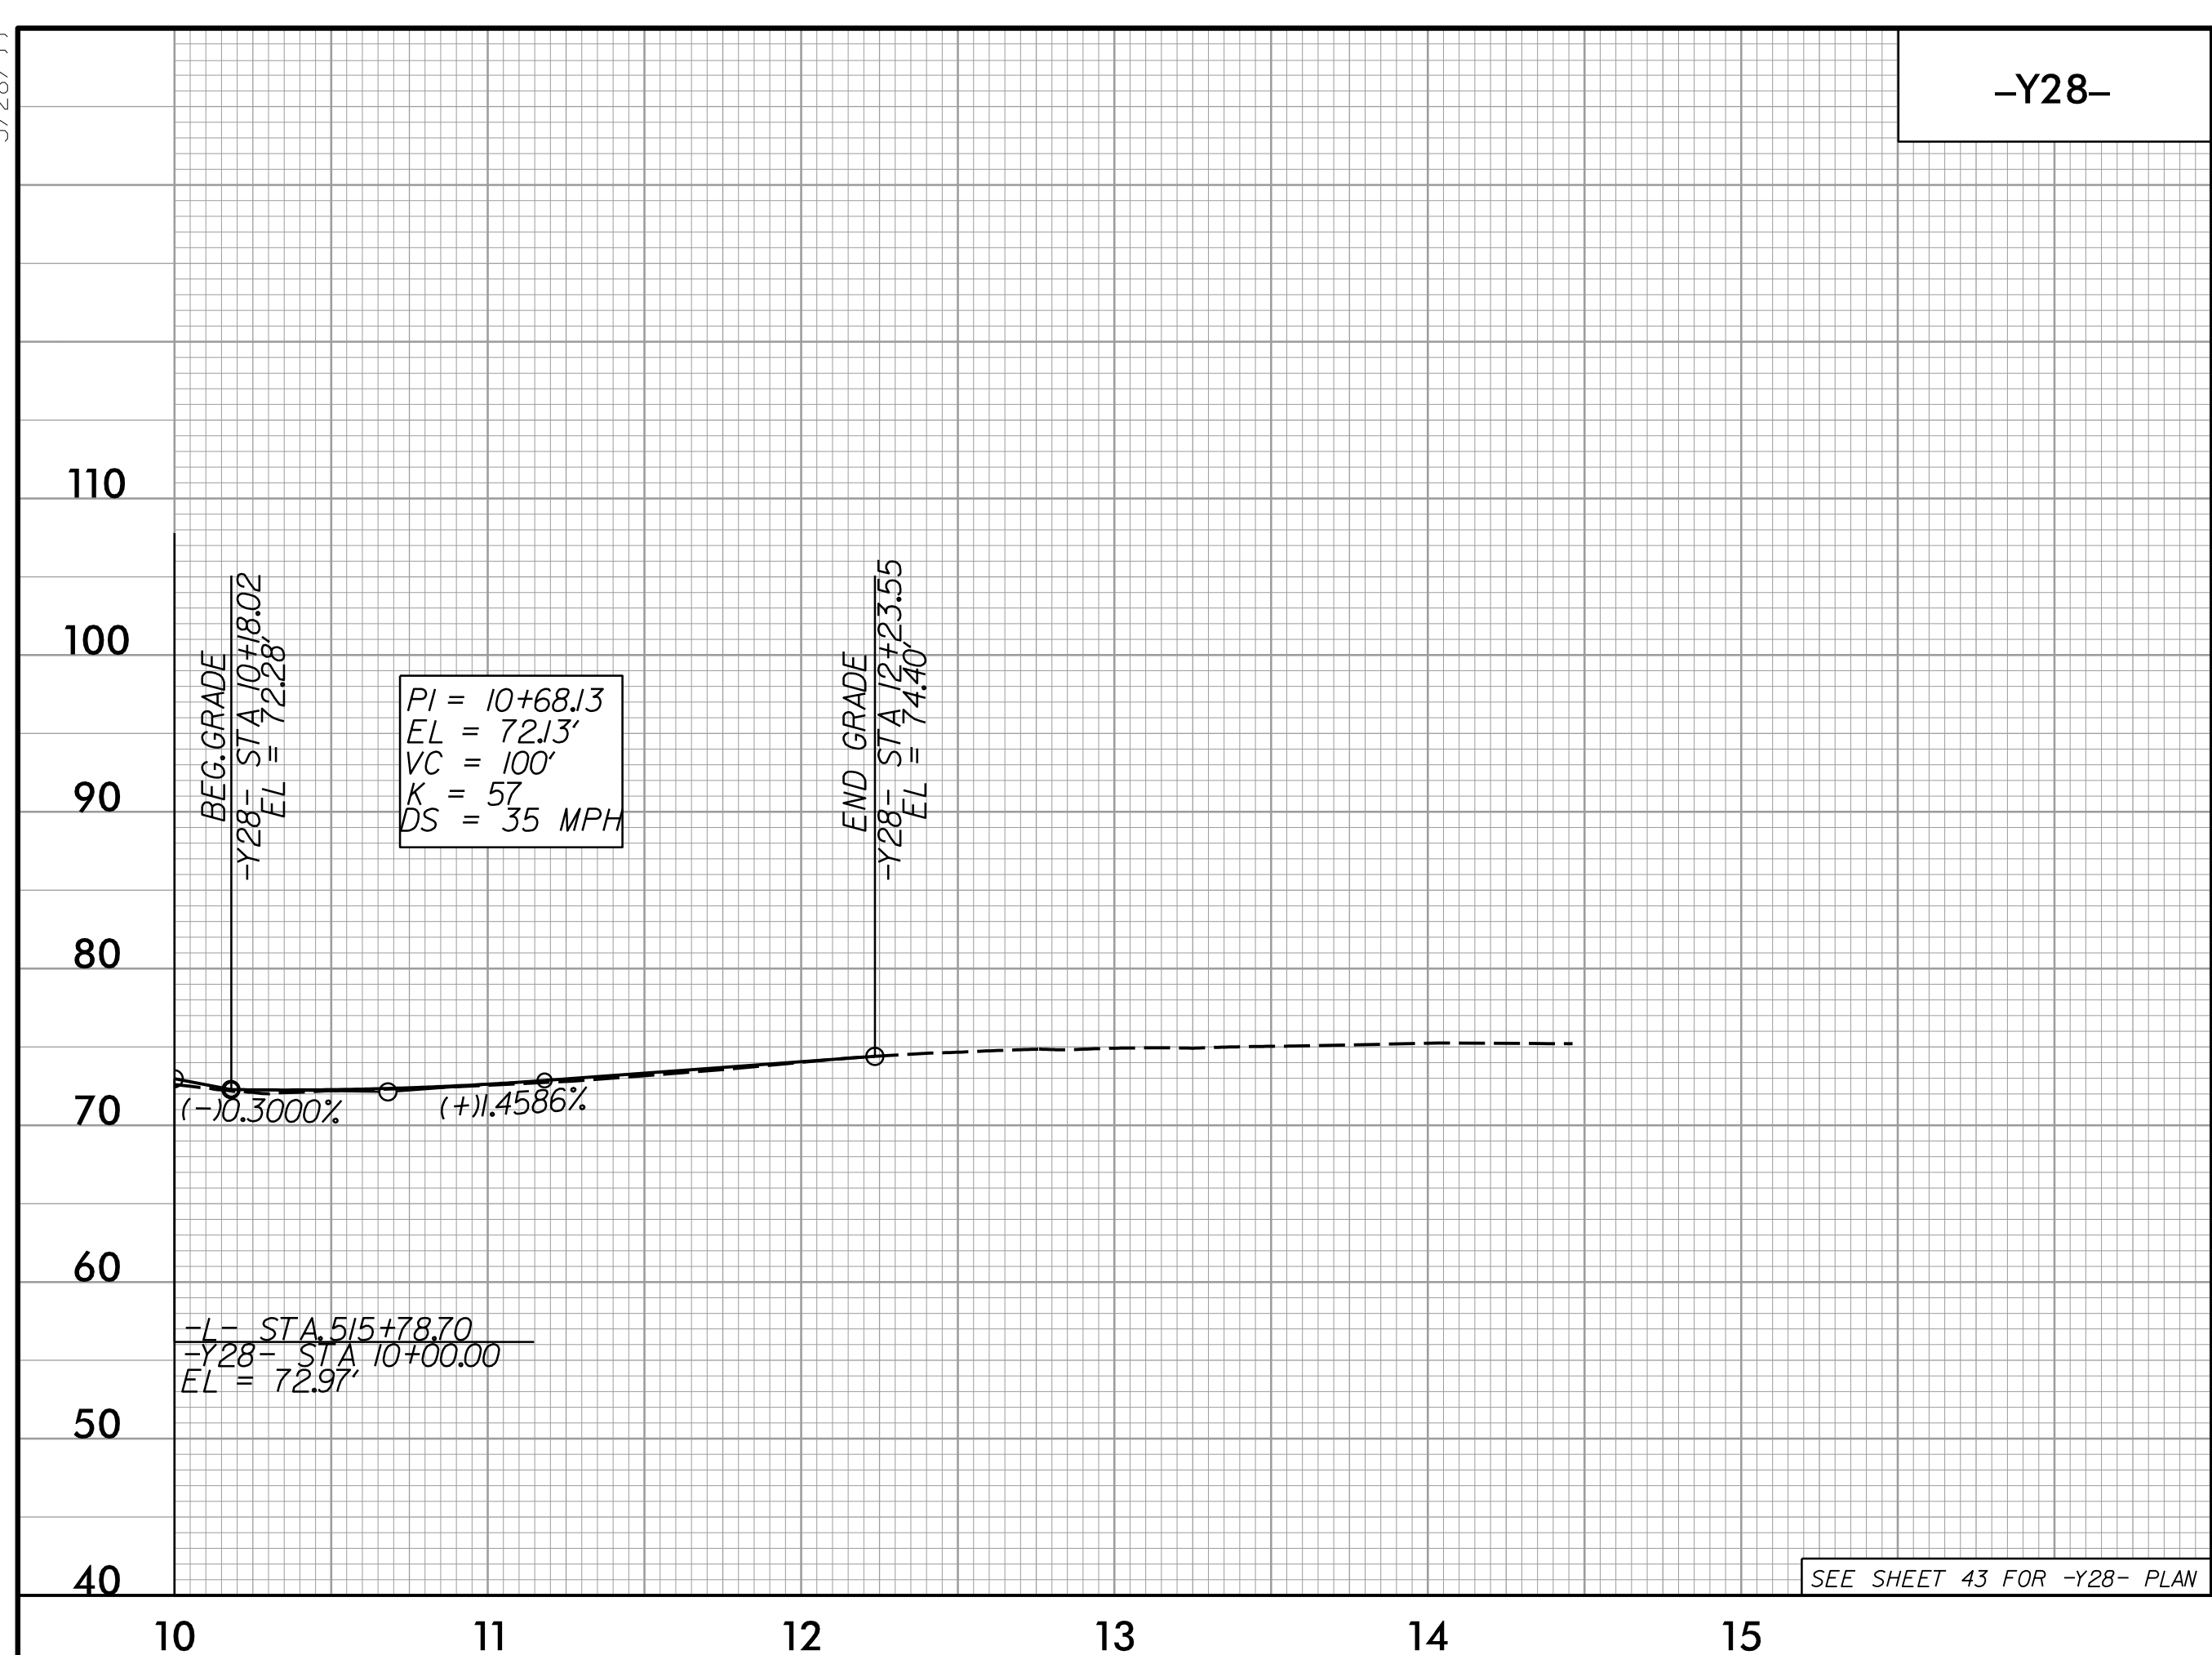 -Y28-
110
100
90
80
70
60
50
40
BEG.GRADE
-Y28- STA 10+18.02
EL = 72.28'
PI = 10+68.13
EL = 72.13'
VC = 100'
K = 57
DS = 35 MPH
END GRADE
-Y28- STA 12+23.55
EL = 74.40'
(-)0.3000%
(+)1.4586%
-L- STA.515+78.70
-Y28- STA 10+00.00
EL = 72.97'
SEE SHEET 43 FOR -Y28- PLAN
10 11 12 13 14 15